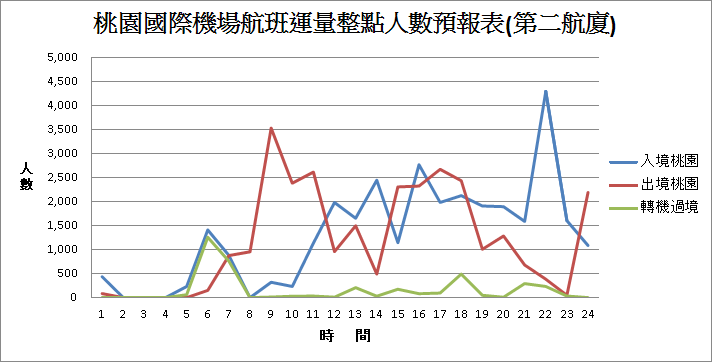 桃園國際機場航班運量整點人數預報表(第二航廈)
5,000
4,500
4,000
3,500
3,000
2,500
2,000
1,500
1,000
500
0
人數
入境桃園
出境桃園
轉機過境
1 2 3 4 5 6 7 8 9 10 11 12 13 14 15 16 17 18 19 20 21 22 23 24
時 間